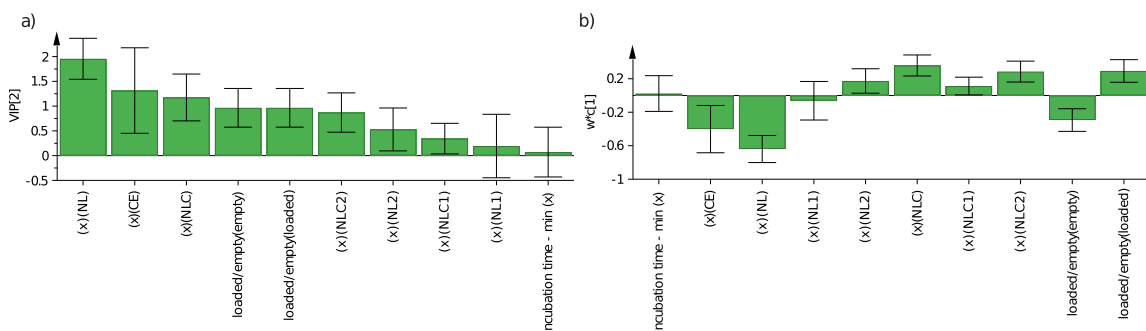 a)
VIP[2]
2
1.5
1
0.5
0
-0.5
(x)(NL)
(x)(CE)
(x)(NLC)
loaded/empty(empty)
loaded/empty(loaded)
(x)(NLC2)
(x)(NL2)
(x)(NLC1)
(x)(NL1)
ncubation time - min (x)
b)
w*c[1]
0.2
-0.2
-0.6
-1
ncubation time - min (x)
(x)(CE)
(x)(NL)
(x)(NL1)
(x)(NL2)
(x)(NLC)
(x)(NLC1)
(x)(NLC2)
loaded/empty(empty)
loaded/empty(loaded)